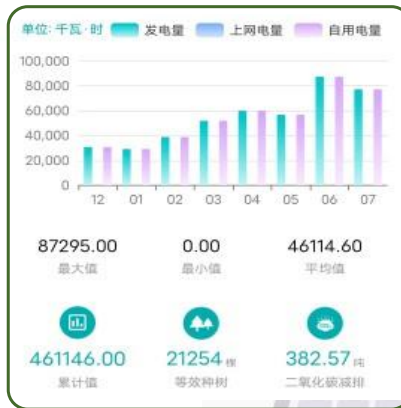 单位: 千瓦·时 发电量 上网电量 自用电量
100,000
80,000
60,000
40,000
20,000
0
12 01 02 03 04 05 06 07
87295.00 0.00 46114.60
最大值 最小值 平均值
461146.00 21254 棵 382.57 吨
累计值 等效种树 二氧化碳减排